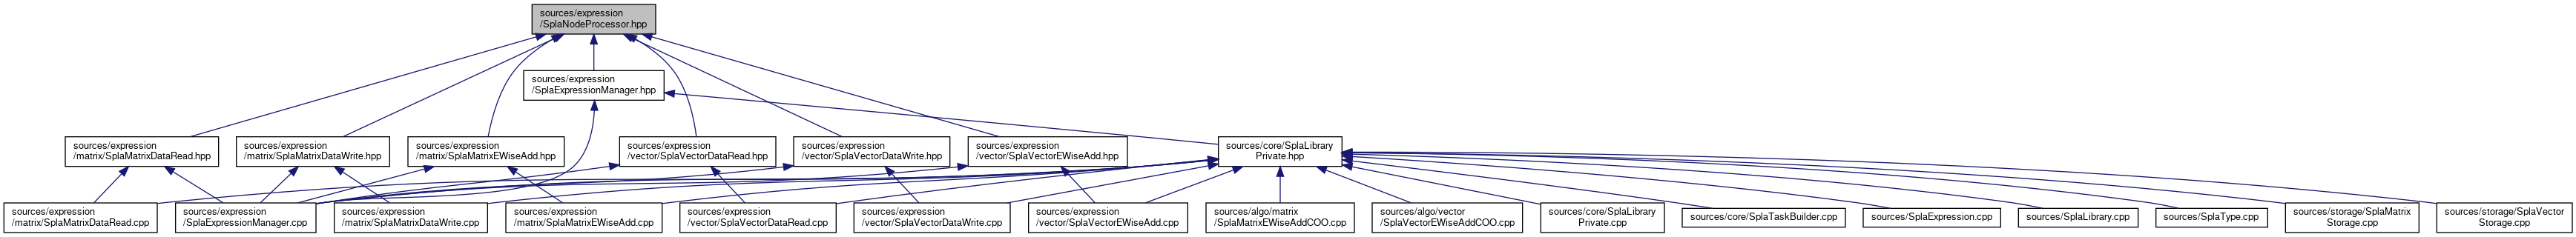 sources/expression
/SplaNodeProcessor.hpp
sources/expression
/SplaExpressionManager.hpp
sources/expression
/matrix/SplaMatrixDataRead.hpp
sources/expression
/matrix/SplaMatrixDataWrite.hpp
sources/expression
/matrix/SplaMatrixEWiseAdd.hpp
sources/expression
/vector/SplaVectorDataRead.hpp
sources/expression
/vector/SplaVectorDataWrite.hpp
sources/expression
/vector/SplaVectorEWiseAdd.hpp
sources/core/SplaLibrary
Private.hpp
sources/expression
/matrix/SplaMatrixDataRead.cpp
sources/expression
/SplaExpressionManager.cpp
sources/expression
/matrix/SplaMatrixDataWrite.cpp
sources/expression
/matrix/SplaMatrixEWiseAdd.cpp
sources/expression
/vector/SplaVectorDataRead.cpp
sources/expression
/vector/SplaVectorDataWrite.cpp
sources/expression
/vector/SplaVectorEWiseAdd.cpp
sources/algo/matrix
/SplaMatrixEWiseAddCOO.cpp
sources/algo/vector
/SplaVectorEWiseAddCOO.cpp
sources/core/SplaLibrary
Private.cpp
sources/core/SplaTaskBuilder.cpp
sources/SplaExpression.cpp
sources/SplaLibrary.cpp
sources/SplaType.cpp
sources/storage/SplaMatrix
Storage.cpp
sources/storage/SplaVector
Storage.cpp